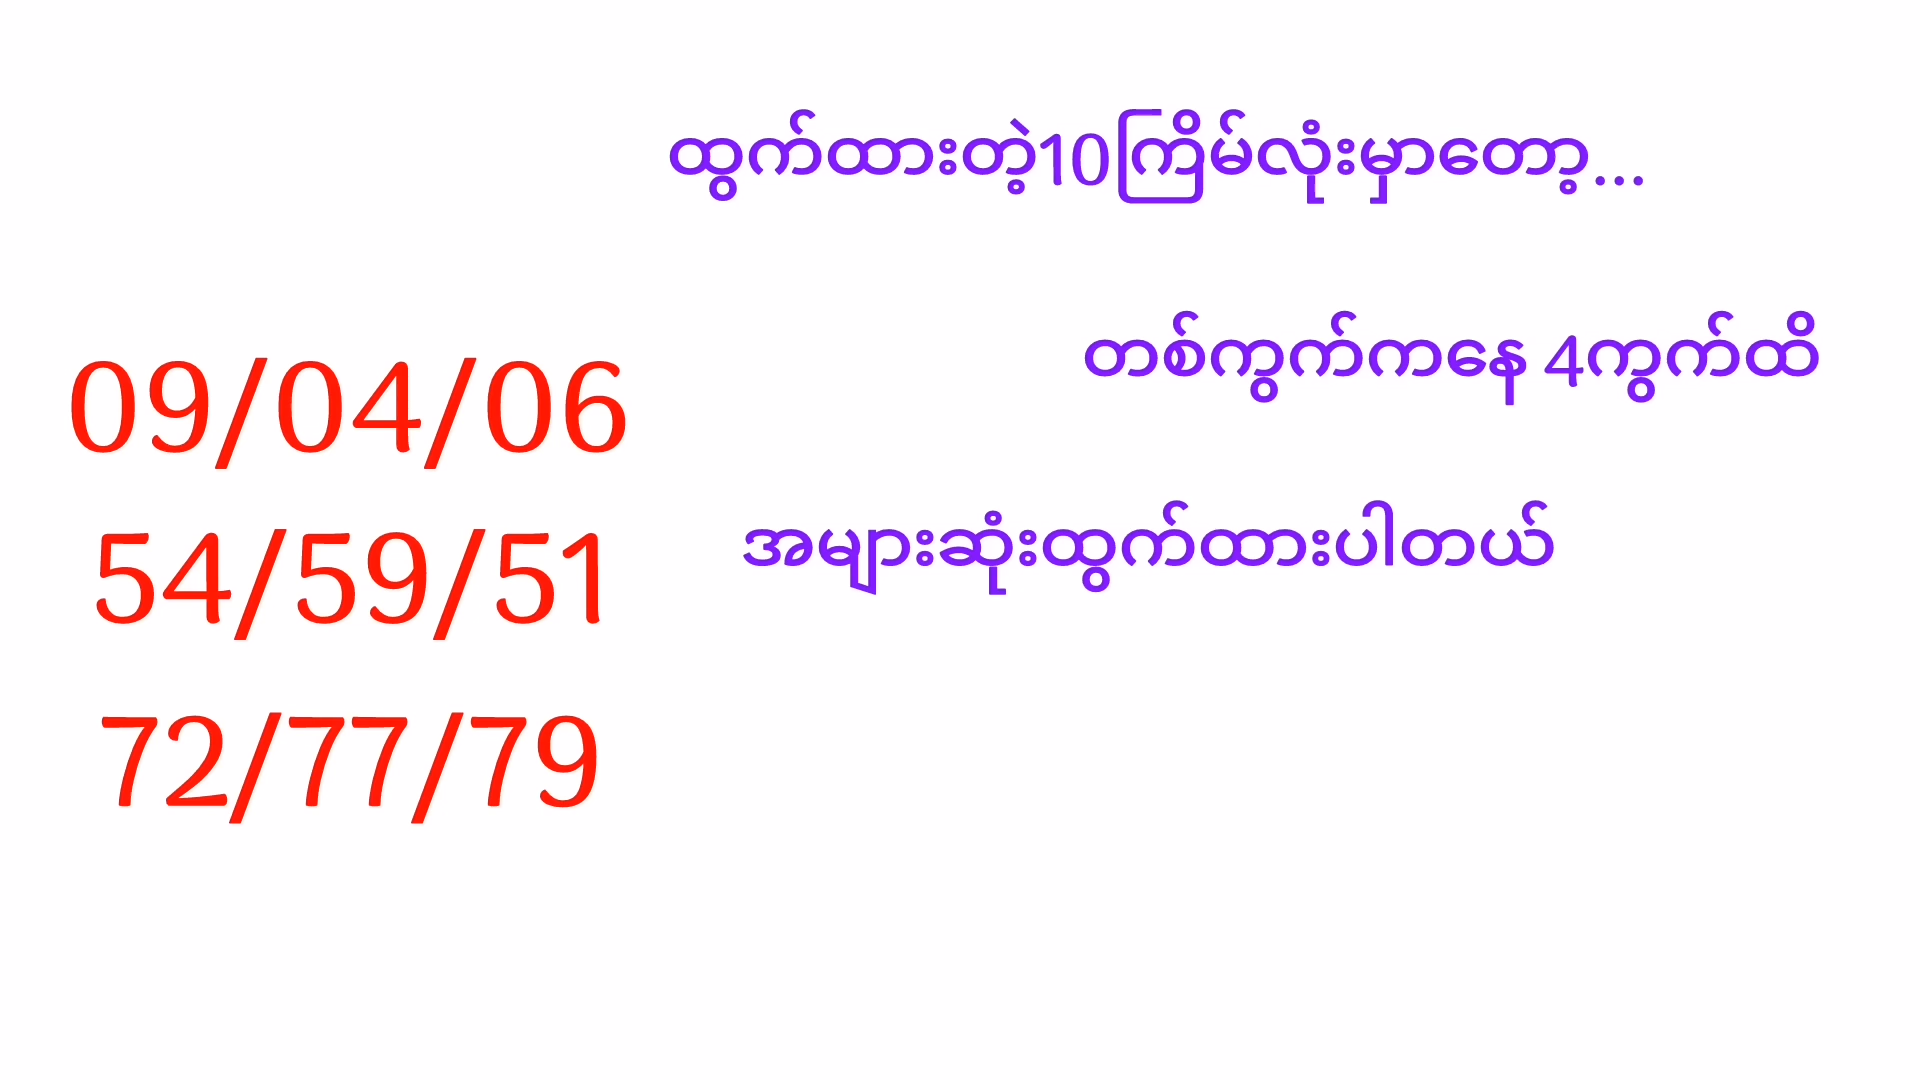 ထွက်ထားတဲ့10ကြိမ်လုံးမှာတော့...
တစ်ကွက်ကနေ 4ကွက်ထိ
09/04/06
အများဆုံးထွက်ထားပါတယ်
54/59/51
72/77/79